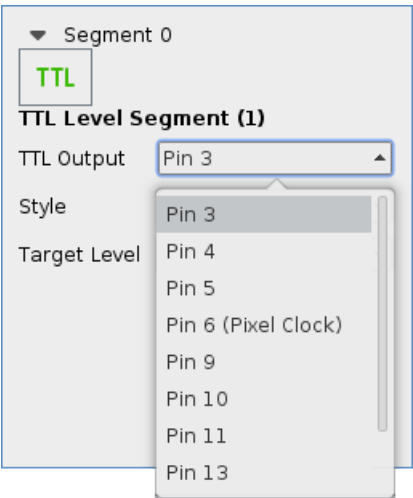 Segment 0
TTL
TTL Level Segment (1)
TTL Output Pin 3
Style
Target Level
Pin 3
Pin 4
Pin 5
Pin 6 (Pixel Clock)
Pin 9
Pin 10
Pin 11
Pin 13